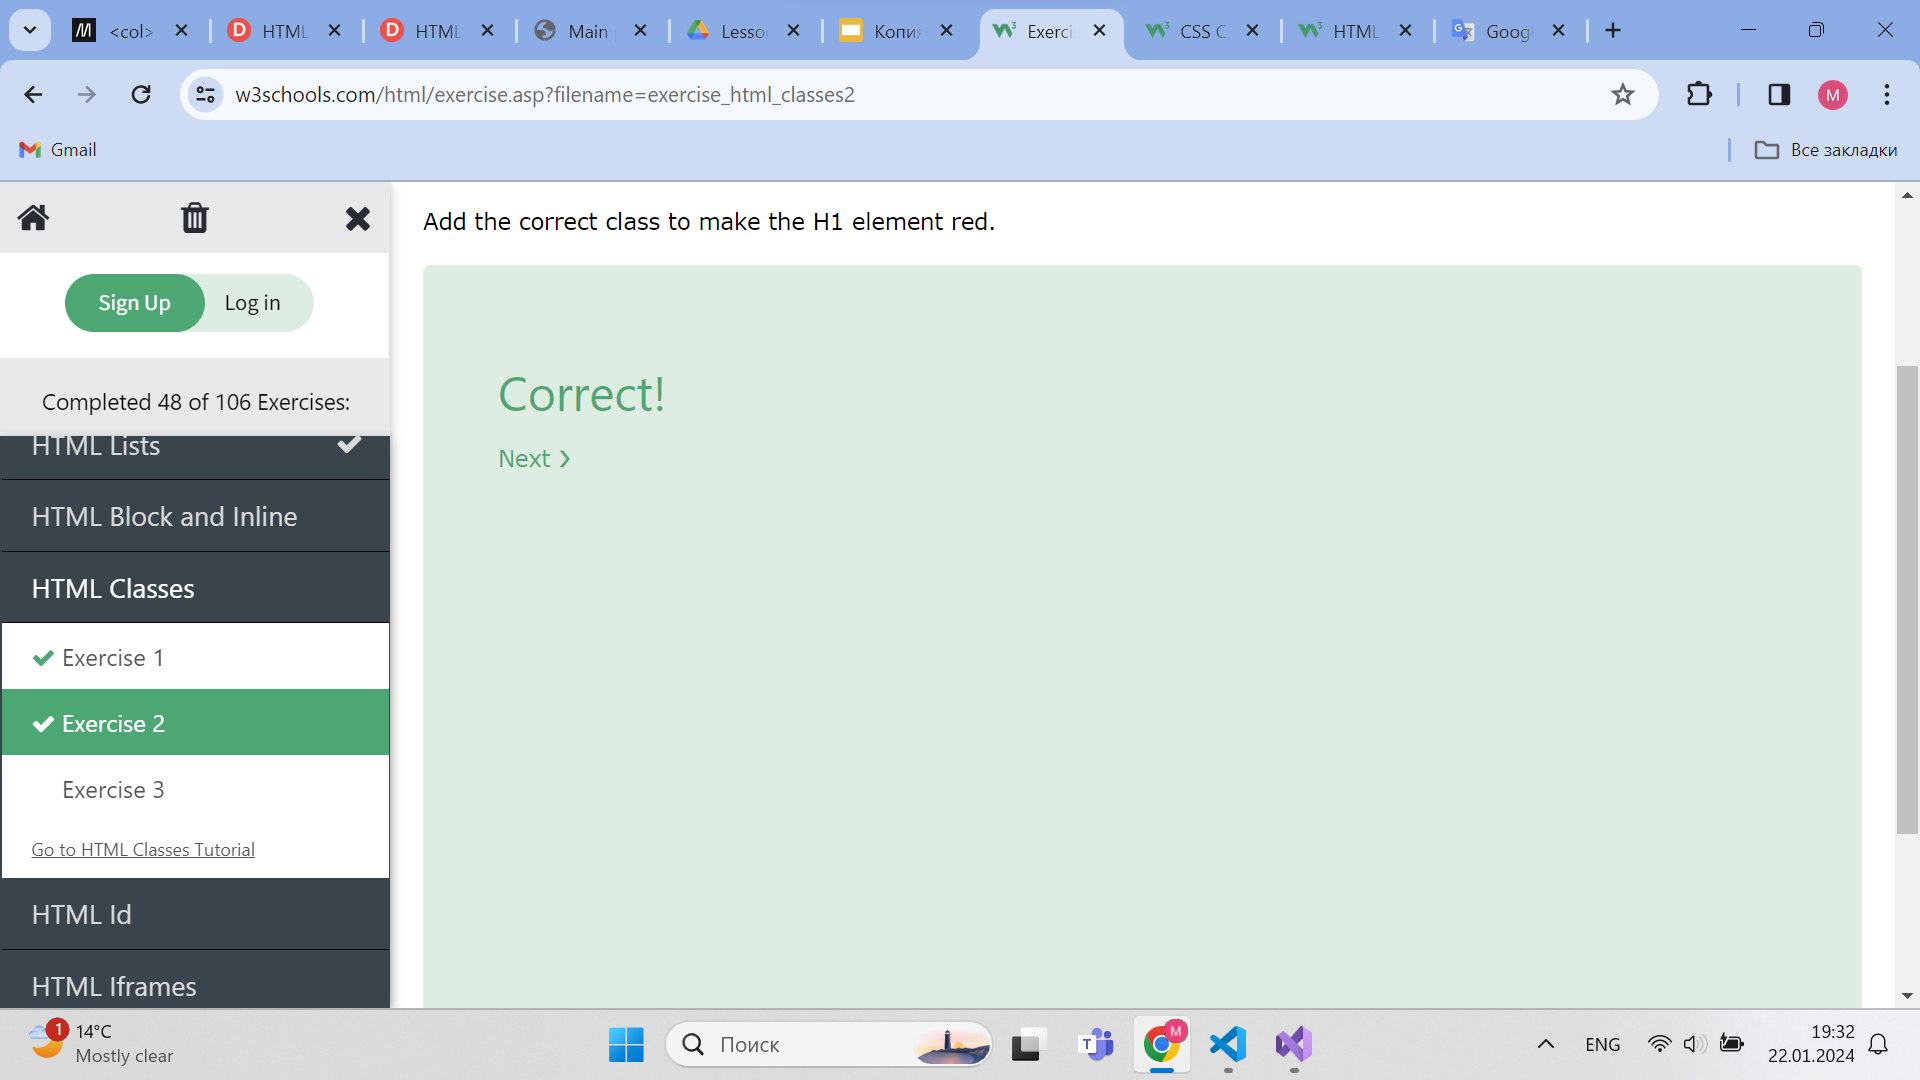 <col>
HTML
HTML
Main
Lesso
Копи
Exerci
CSS C
HTML
Googl
w3schools.com/html/exercise.asp?filename=exercise_html_classes2
M
Gmail
Все закладки
Sign Up
Log in
Completed 48 of 106 Exercises:
HTML Lists
HTML Block and Inline
HTML Classes
Exercise 1
Exercise 2
Exercise 3
Go to HTML Classes Tutorial
HTML Id
HTML Iframes
Add the correct class to make the H1 element red.
Correct!
Next ❯
1
14°C
Mostly clear
Поиск
M
ENG
19:32
22.01.2024